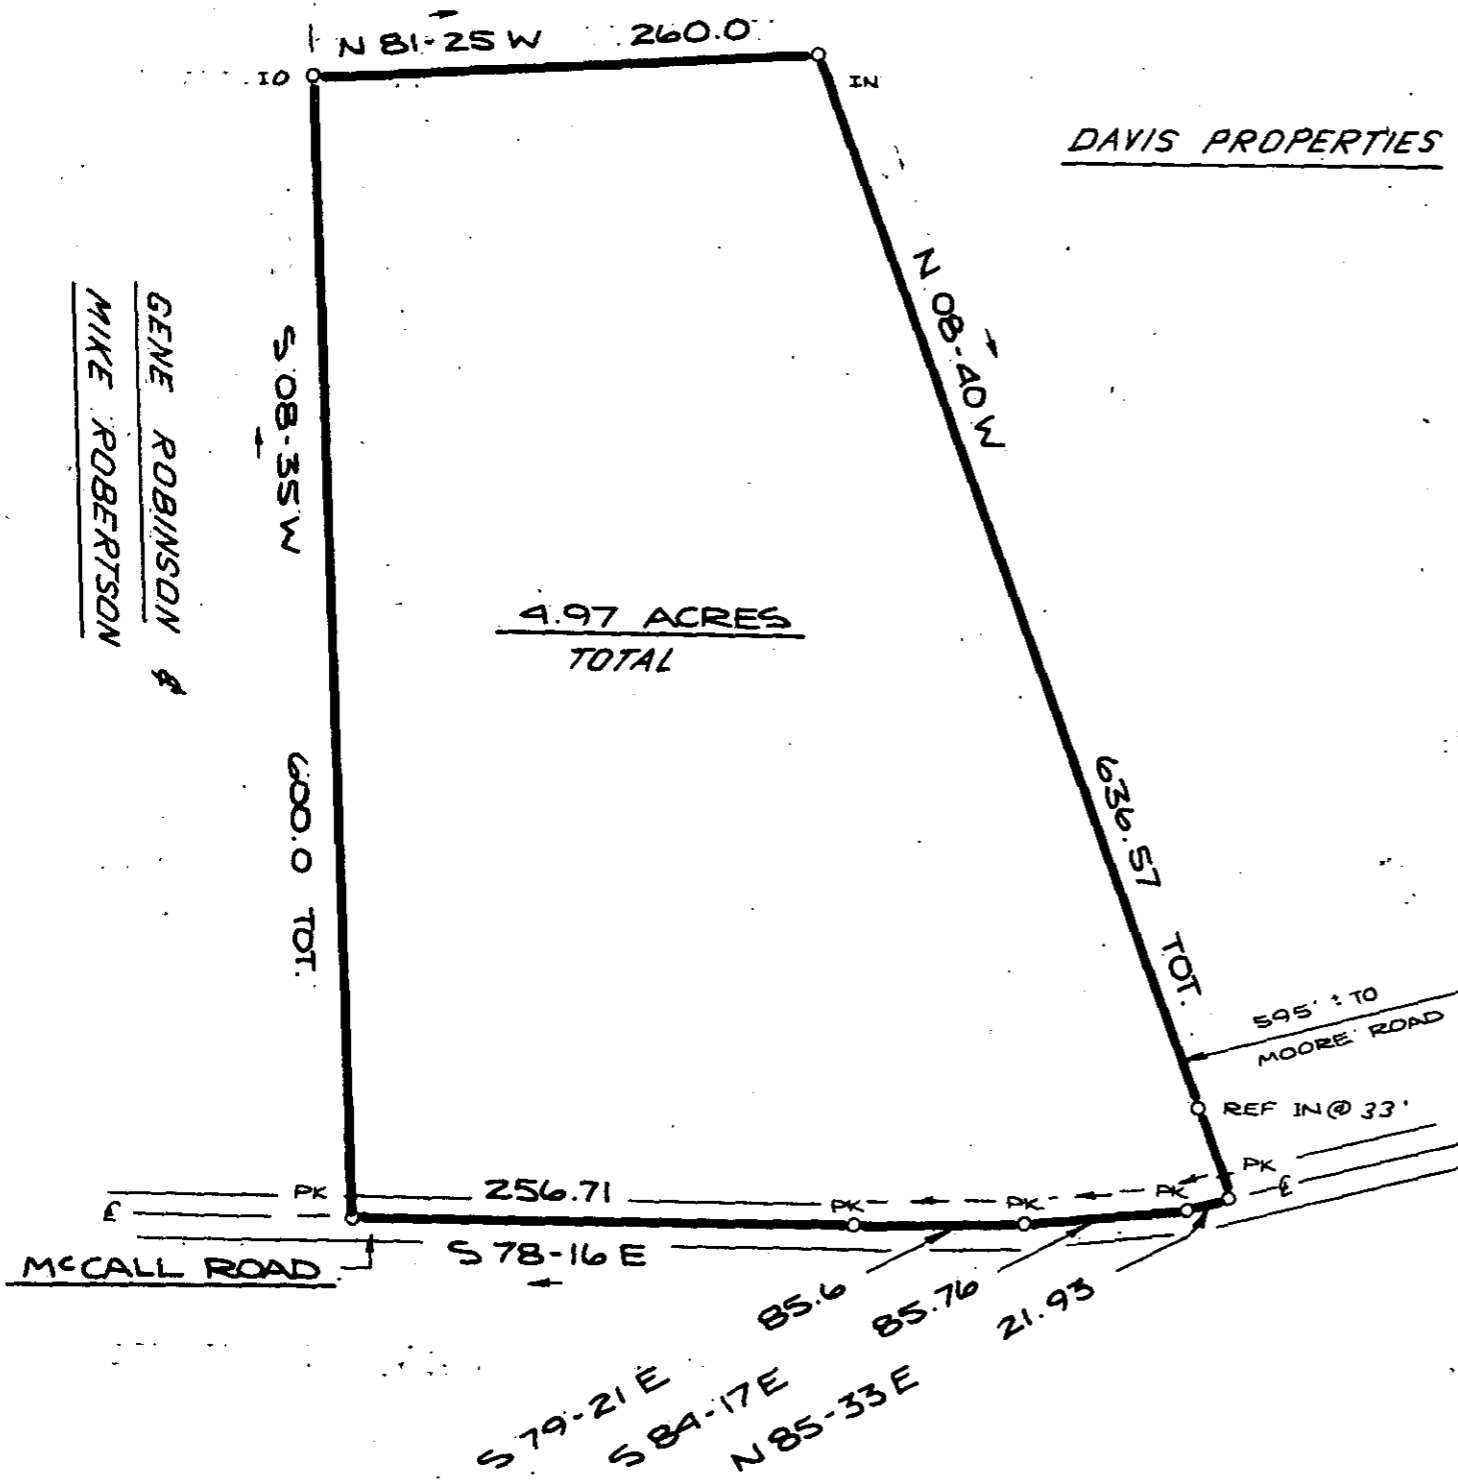 N 81-25 W 260.0
IO
IN
DAVIS PROPERTIES
N 08-40 W
636.57 TOT.
GENE ROBINSON &
MIKE ROBERTSON
S 08-35 W
600.0 TOT.
4.97 ACRES
TOTAL
595' ± TO
MOORE ROAD
REF IN @ 33'
PK
256.71
PK
PK
PK
PK
℄
℄
McCALL ROAD
S 78-16 E
85.6
85.76
21.93
S 79-21 E
S 84-17 E
N 85-33 E